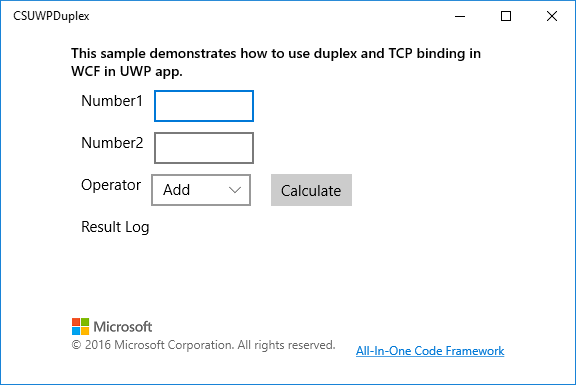 CSUWPDuplex
This sample demonstrates how to use duplex and TCP binding in
WCF in UWP app.
Number1
Number2
Operator
Add
Calculate
Result Log
Microsoft
© 2016 Microsoft Corporation. All rights reserved.
All-In-One Code Framework